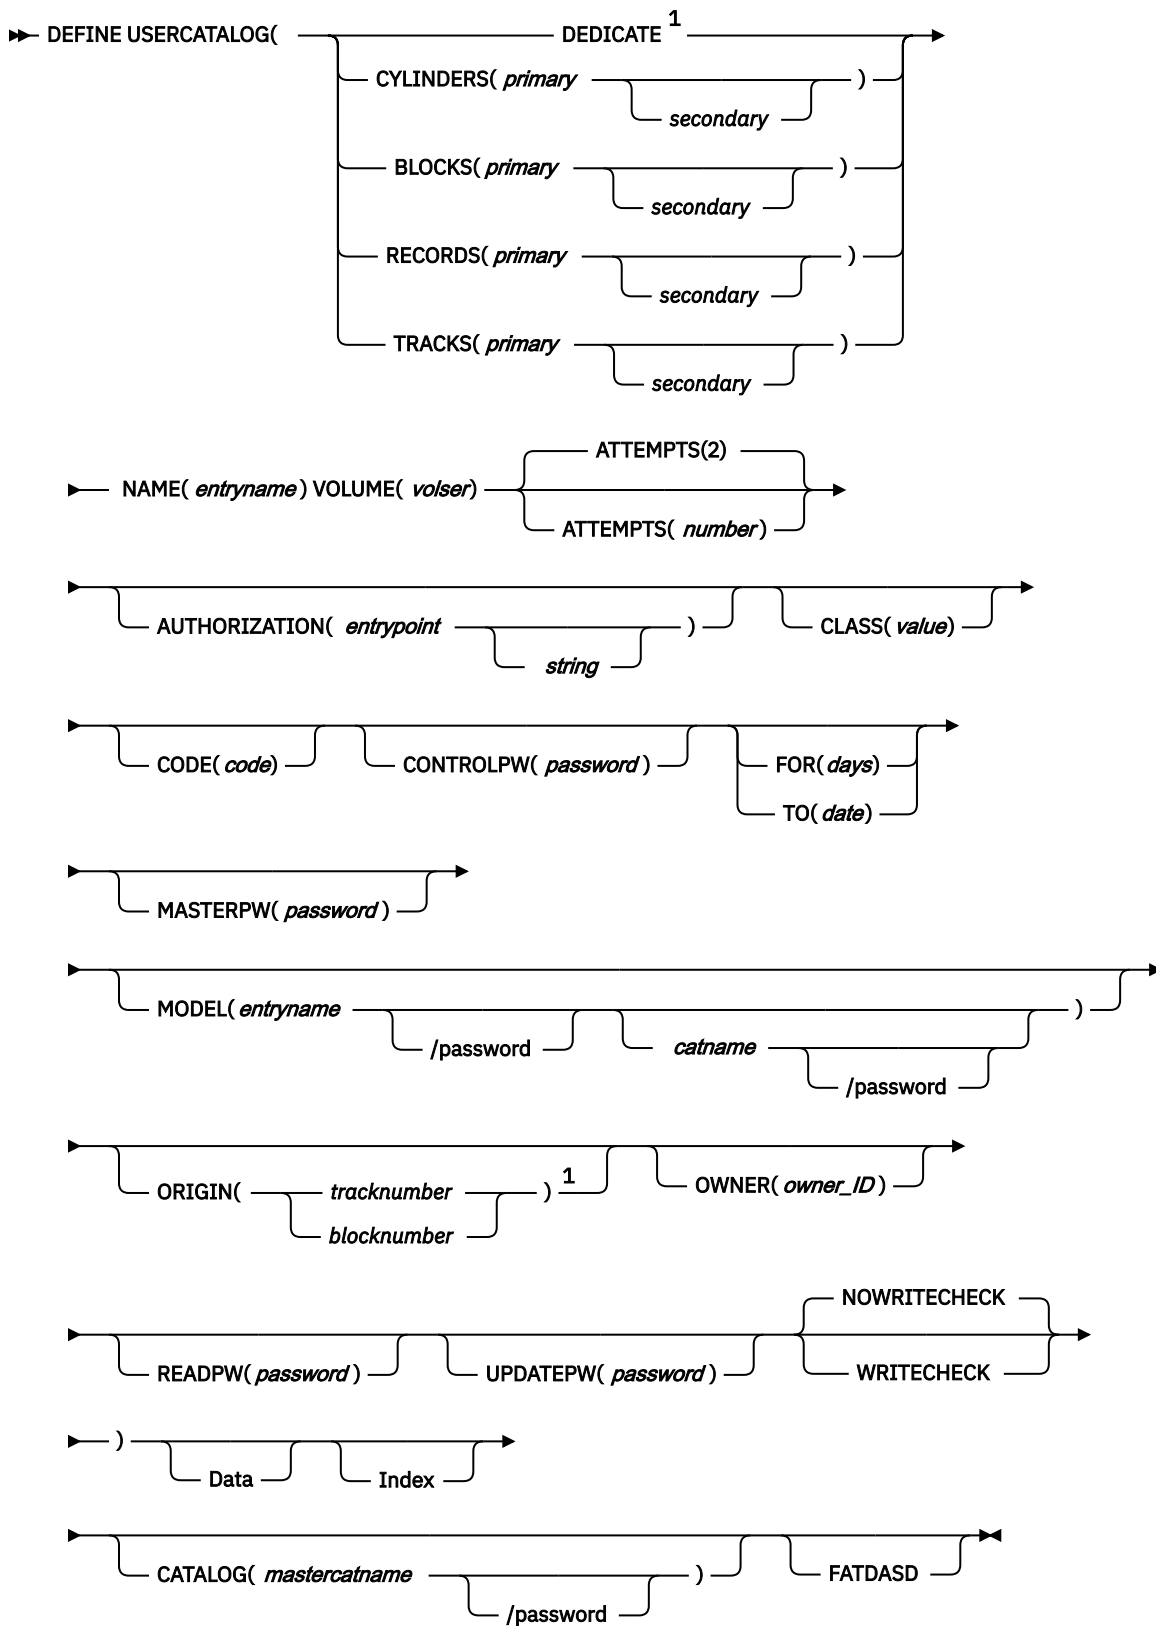 DEFINE USERCATALOG( DEDICATE 1
CYLINDERS( primary )
secondary
BLOCKS( primary )
secondary
RECORDS( primary )
secondary
TRACKS( primary )
secondary
ATTEMPTS(2)
NAME( entryname ) VOLUME( volser)
ATTEMPTS( number )
AUTHORIZATION( entrypoint ) CLASS( value)
string
CODE( code) CONTROLPW( password ) FOR( days)
TO( date)
MASTERPW( password )
MODEL( entryname )
/password catname
/password
ORIGIN( tracknumber ) 1 OWNER( owner_ID )
blocknumber
NOWRITECHECK
READPW( password ) UPDATEPW( password ) WRITECHECK
)
Data Index
CATALOG( mastercatname ) FATDASD
/password